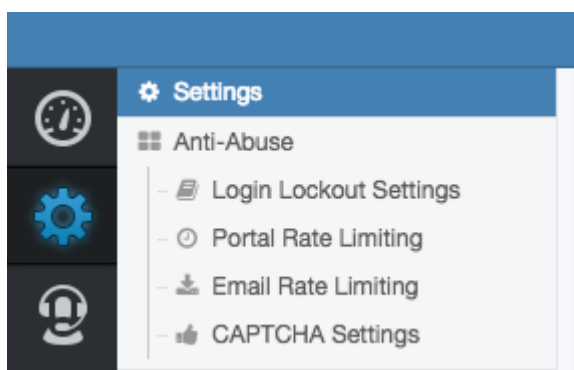 Settings
Anti-Abuse
Login Lockout Settings
Portal Rate Limiting
Email Rate Limiting
CAPTCHA Settings